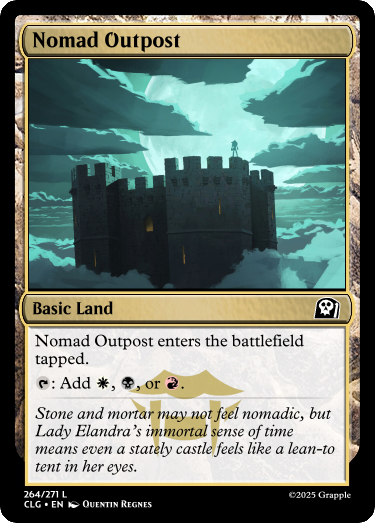 Nomad Outpost
Basic Land
Nomad Outpost enters the battlefield
tapped.
: Add , , or .
Stone and mortar may not feel nomadic, but
Lady Elandra's immortal sense of time
means even a stately castle feels like a lean-to
tent in her eyes.
264/271 L
CLG • EN Quentin Regnes
©2025 Grapple